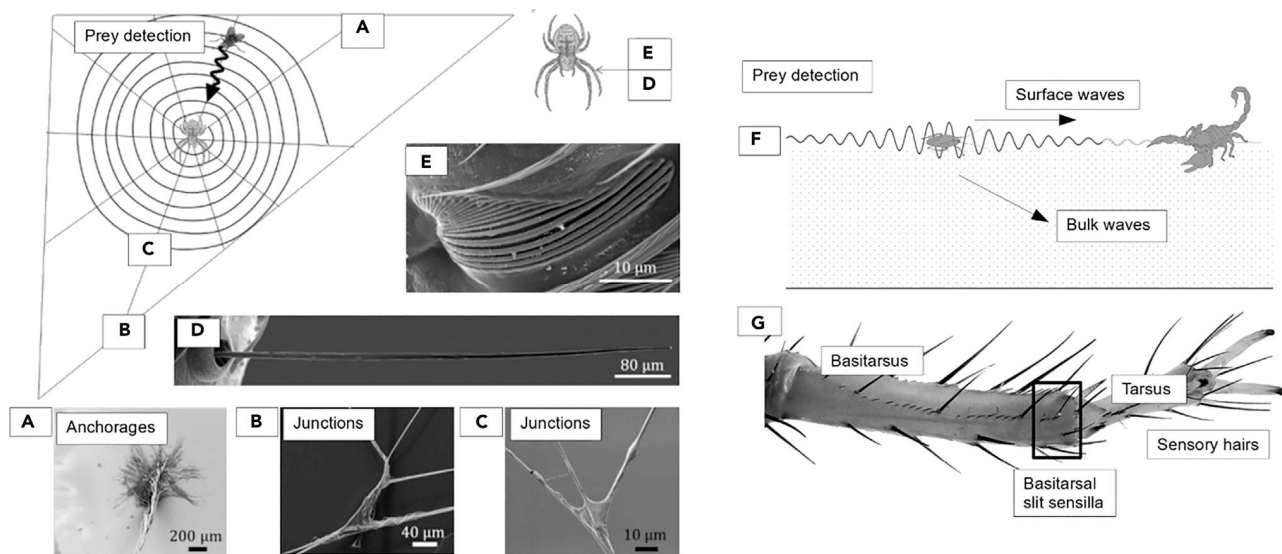 Prey detection
A
E
D
C
B
E
10 µm
D
80 µm
A
Anchorages
200 µm
B
Junctions
40 µm
C
Junctions
10 µm
Prey detection
Surface waves
F
Bulk waves
G
Basitarsus
Tarsus
Sensory hairs
Basitarsal
slit sensilla